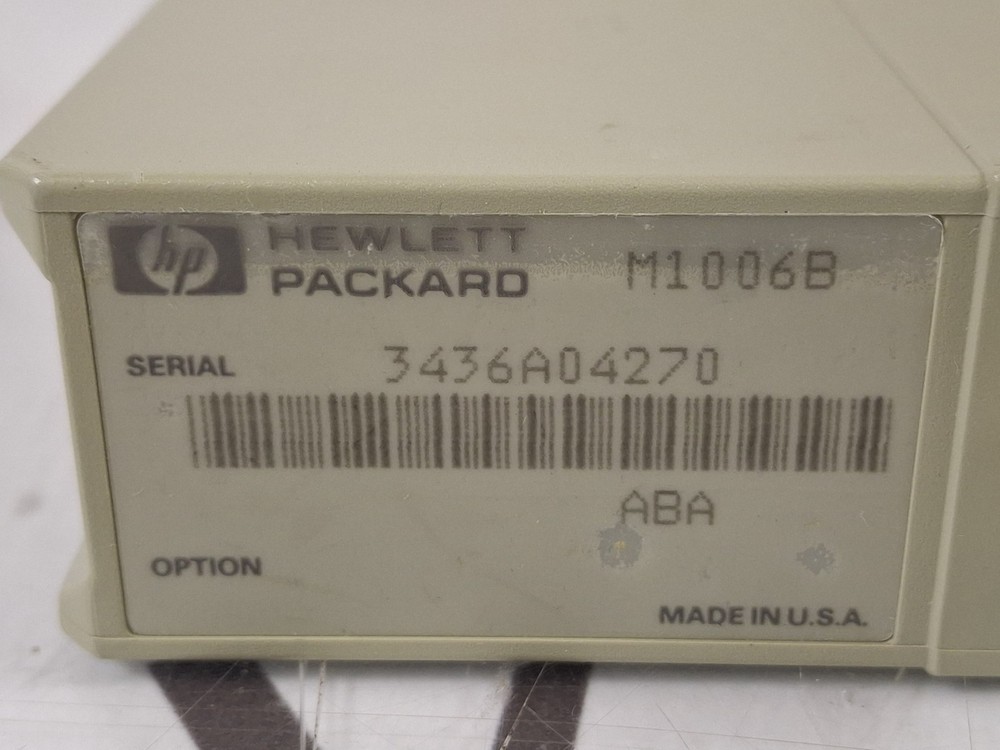 hp HEWLETT
PACKARD
M1006B
SERIAL 3436A04270
ABA
OPTION
MADE IN U.S.A.